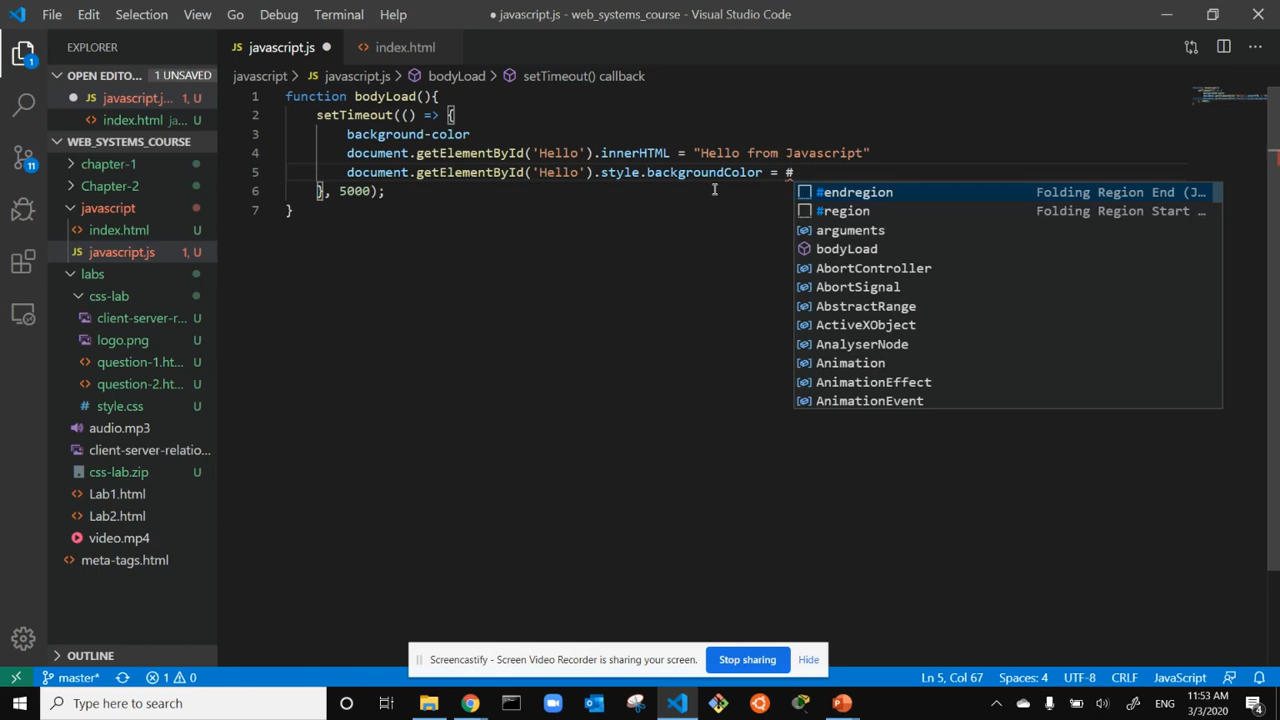 File Edit Selection View Go Debug Terminal Help
● javascript.js - web_systems_course - Visual Studio Code
EXPLORER
JS javascript.js ●
<> index.html
OPEN EDITO... 1 UNSAVED
● JS javascript.j... 1, U
<> index.html ja... U
WEB_SYSTEMS_COURSE
chapter-1
Chapter-2
javascript
<> index.html U
JS javascript.js 1, U
labs
css-lab
client-server-r... U
logo.png U
<> question-1.ht... U
<> question-2.ht... U
# style.css U
audio.mp3
client-server-relatio...
css-lab.zip U
<> Lab1.html
<> Lab2.html
video.mp4
<> meta-tags.html
OUTLINE
1
11
javascript > JS javascript.js > bodyLoad > setTimeout() callback
1 function bodyLoad(){
2 setTimeout(() => {
3 background-color
4 document.getElementById('Hello').innerHTML = "Hello from Javascript"
5 document.getElementById('Hello').style.backgroundColor = #
6 }, 5000);
7 }
#endregion Folding Region End (J...
#region Folding Region Start ...
arguments
bodyLoad
AbortController
AbortSignal
AbstractRange
ActiveXObject
AnalyserNode
Animation
AnimationEffect
AnimationEvent
Screencastify - Screen Video Recorder is sharing your screen. Stop sharing Hide
master* 1 0
Ln 5, Col 67 Spaces: 4 UTF-8 CRLF JavaScript
Type here to search
ENG
11:53 AM
3/3/2020
4